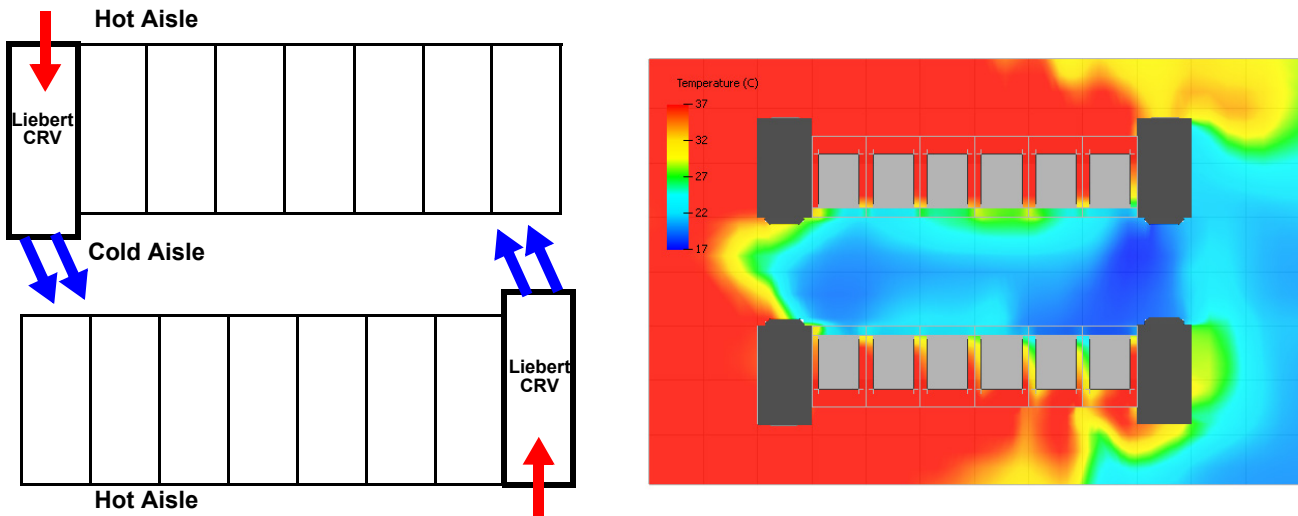 Hot Aisle
Liebert
CRV
Cold Aisle
Liebert
CRV
Hot Aisle
Temperature (C)
37
32
27
22
17